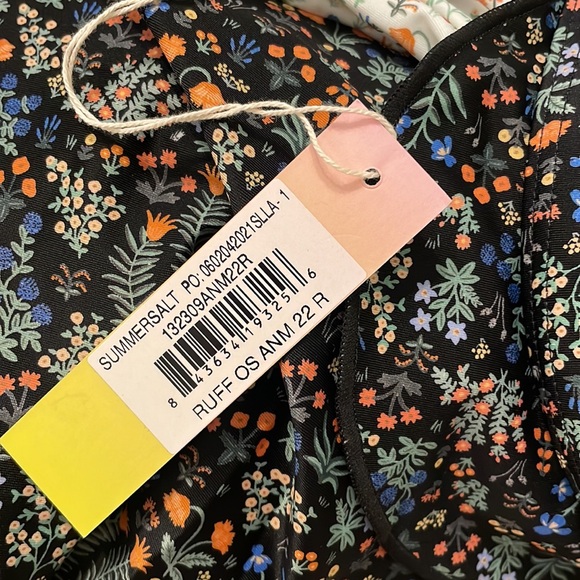 SUMMERSALT PO: 0602042021SLLA-1
132309ANM22R
8 43634 19325 6
RUFF OS ANM 22 R